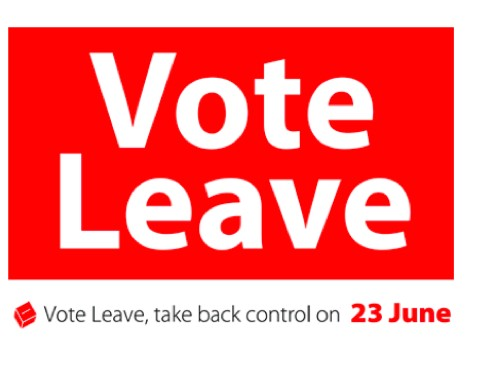 Vote
Leave
Vote Leave, take back control on 23 June